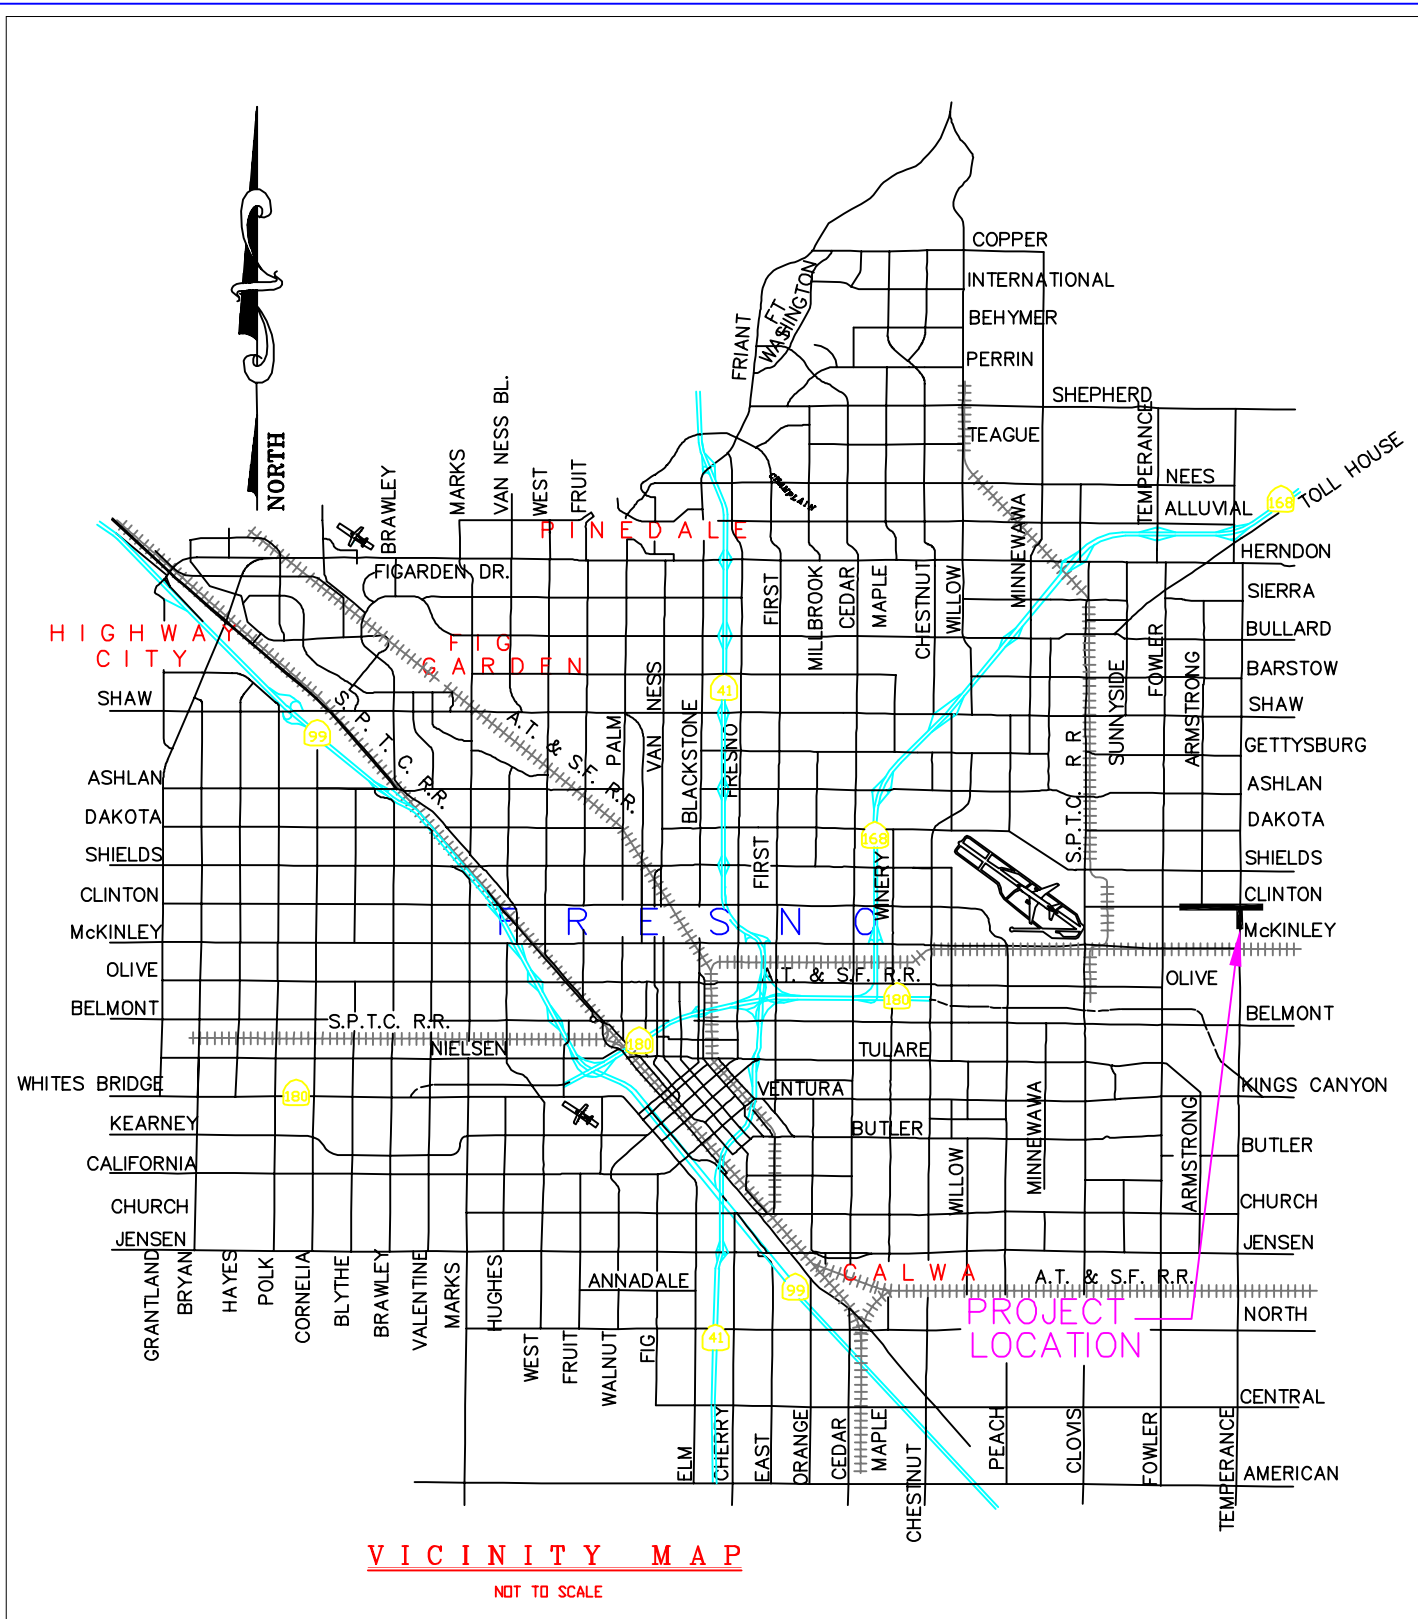 COPPER
INTERNATIONAL
BEHYMER
PERRIN
FT
WASHINGTON
FRIANT
SHEPHERD
TEAGUE
TEMPERANCE
NORTH
BRAWLEY
MARKS
VAN NESS BL.
WEST
FRUIT
CHAMPLAIN
NEES
ALLUVIAL
168
TOLL HOUSE
MINNEWAWA
PINEDALE
HERNDON
FIGARDEN DR.
FIRST
MILLBROOK
CEDAR
MAPLE
CHESTNUT
WILLOW
SIERRA
HIGHWAY
CITY
FIG
GARDEN
BULLARD
FOWLER
SUNNYSIDE
ARMSTRONG
BARSTOW
SHAW
99
S. P. T. C. R.R.
A.T. & S.F. R.R.
PALM
VAN NESS
BLACKSTONE
41
FRESNO
SHAW
GETTYSBURG
ASHLAN
DAKOTA
SHIELDS
CLINTON
McKINLEY
OLIVE
BELMONT
ASHLAN
DAKOTA
SHIELDS
CLINTON
McKINLEY
OLIVE
BELMONT
S.P.T.C. R R
168
FIRST
WINERY
FRESNO
A.T. & S.F. R.R.
180
S.P.T.C. R.R.
180
NIELSEN
TULARE
WHITES BRIDGE
180
VENTURA
KINGS CANYON
KEARNEY
BUTLER
MINNEWAWA
ARMSTRONG
BUTLER
CALIFORNIA
WILLOW
CHURCH
CHURCH
JENSEN
JENSEN
GRANTLAND
BRYAN
HAYES
POLK
CORNELIA
BLYTHE
BRAWLEY
VALENTINE
MARKS
HUGHES
ANNADALE
99
CALWA
A.T. & S.F. R.R.
PROJECT
LOCATION
NORTH
WEST
FRUIT
WALNUT
FIG
41
CENTRAL
ELM
CHERRY
EAST
ORANGE
CEDAR
MAPLE
CHESTNUT
PEACH
CLOVIS
FOWLER
TEMPERANCE
AMERICAN
VICINITY MAP
NOT TO SCALE